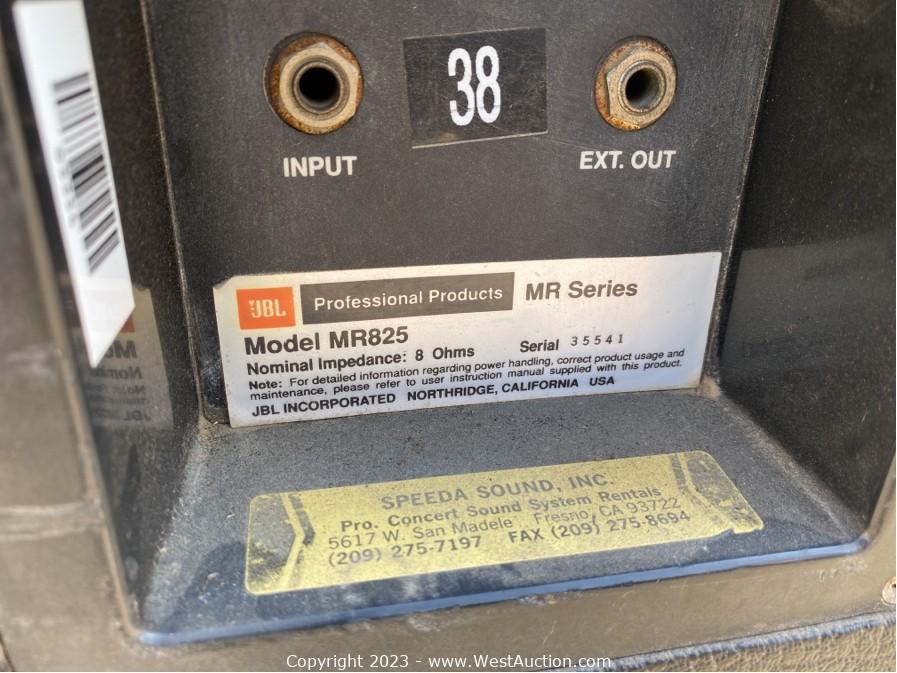 38
INPUT
EXT. OUT
JBL Professional Products MR Series
Model MR825
Nominal Impedance: 8 Ohms Serial 35541
Note: For detailed information regarding power handling, correct product usage and
maintenance, please refer to user instruction manual supplied with this product.
JBL INCORPORATED NORTHRIDGE, CALIFORNIA USA
SPEEDA SOUND, INC.
Pro. Concert Sound System Rentals
5617 W. San Madele Fresno, CA 93722
(209) 275-7197 FAX (209) 275-8694
Copyright 2023 - www.WestAuction.com